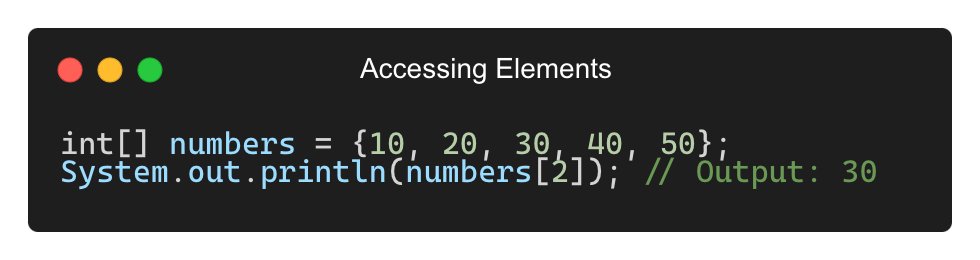 Accessing Elements
int[] numbers = {10, 20, 30, 40, 50};
System.out.println(numbers[2]); // Output: 30